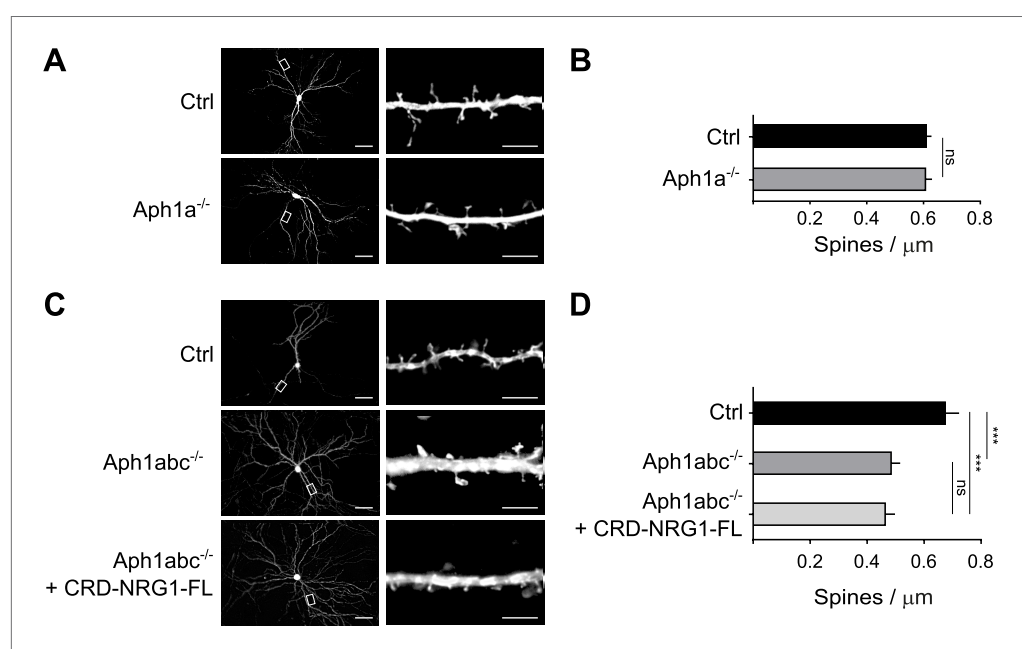 A
Ctrl
Aph1a-/-
B
Ctrl
Aph1a-/-
ns
0.2 0.4 0.6 0.8
Spines / μm
C
Ctrl
Aph1abc-/-
Aph1abc-/-
+ CRD-NRG1-FL
D
Ctrl
Aph1abc-/-
Aph1abc-/-
+ CRD-NRG1-FL
***
***
ns
0.2 0.4 0.6 0.8
Spines / μm